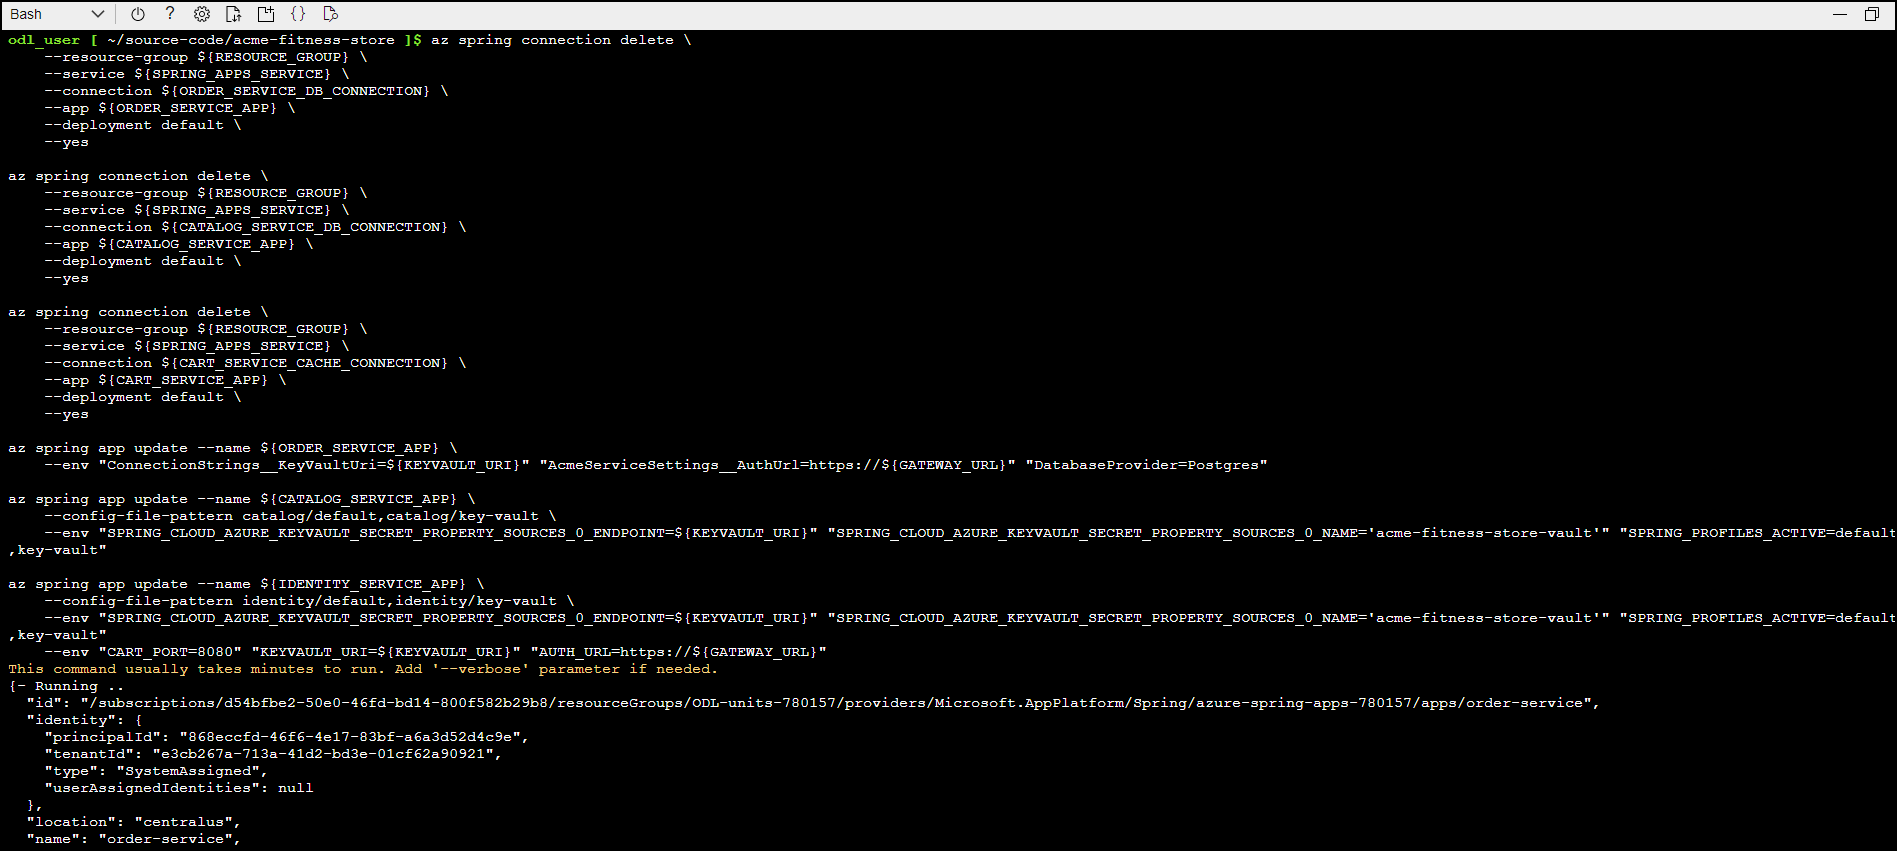 Bash
? { }
odl_user [ ~/source-code/acme-fitness-store ]$ az spring connection delete \
    --resource-group ${RESOURCE_GROUP} \
    --service ${SPRING_APPS_SERVICE} \
    --connection ${ORDER_SERVICE_DB_CONNECTION} \
    --app ${ORDER_SERVICE_APP} \
    --deployment default \
    --yes

az spring connection delete \
    --resource-group ${RESOURCE_GROUP} \
    --service ${SPRING_APPS_SERVICE} \
    --connection ${CATALOG_SERVICE_DB_CONNECTION} \
    --app ${CATALOG_SERVICE_APP} \
    --deployment default \
    --yes

az spring connection delete \
    --resource-group ${RESOURCE_GROUP} \
    --service ${SPRING_APPS_SERVICE} \
    --connection ${CART_SERVICE_CACHE_CONNECTION} \
    --app ${CART_SERVICE_APP} \
    --deployment default \
    --yes

az spring app update --name ${ORDER_SERVICE_APP} \
    --env "ConnectionStrings__KeyVaultUri=${KEYVAULT_URI}" "AcmeServiceSettings__AuthUrl=https://${GATEWAY_URL}" "DatabaseProvider=Postgres"

az spring app update --name ${CATALOG_SERVICE_APP} \
    --config-file-pattern catalog/default,catalog/key-vault \
    --env "SPRING_CLOUD_AZURE_KEYVAULT_SECRET_PROPERTY_SOURCES_0_ENDPOINT=${KEYVAULT_URI}" "SPRING_CLOUD_AZURE_KEYVAULT_SECRET_PROPERTY_SOURCES_0_NAME='acme-fitness-store-vault'" "SPRING_PROFILES_ACTIVE=default
,key-vault"

az spring app update --name ${IDENTITY_SERVICE_APP} \
    --config-file-pattern identity/default,identity/key-vault \
    --env "SPRING_CLOUD_AZURE_KEYVAULT_SECRET_PROPERTY_SOURCES_0_ENDPOINT=${KEYVAULT_URI}" "SPRING_CLOUD_AZURE_KEYVAULT_SECRET_PROPERTY_SOURCES_0_NAME='acme-fitness-store-vault'" "SPRING_PROFILES_ACTIVE=default
,key-vault"
    --env "CART_PORT=8080" "KEYVAULT_URI=${KEYVAULT_URI}" "AUTH_URL=https://${GATEWAY_URL}"
This command usually takes minutes to run. Add '--verbose' parameter if needed.
{- Running ..
  "id": "/subscriptions/d54bfbe2-50e0-46fd-bd14-800f582b29b8/resourceGroups/ODL-units-780157/providers/Microsoft.AppPlatform/Spring/azure-spring-apps-780157/apps/order-service",
  "identity": {
    "principalId": "868eccfd-46f6-4e17-83bf-a6a3d52d4c9e",
    "tenantId": "e3cb267a-713a-41d2-bd3e-01cf62a90921",
    "type": "SystemAssigned",
    "userAssignedIdentities": null
  },
  "location": "centralus",
  "name": "order-service",